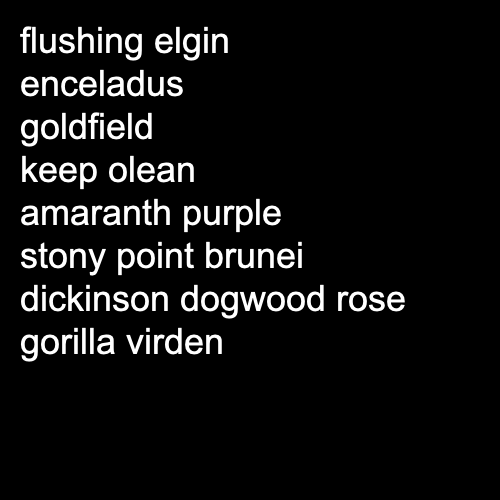 flushing elgin
enceladus
goldfield
keep olean
amaranth purple
stony point brunei
dickinson dogwood rose
gorilla virden